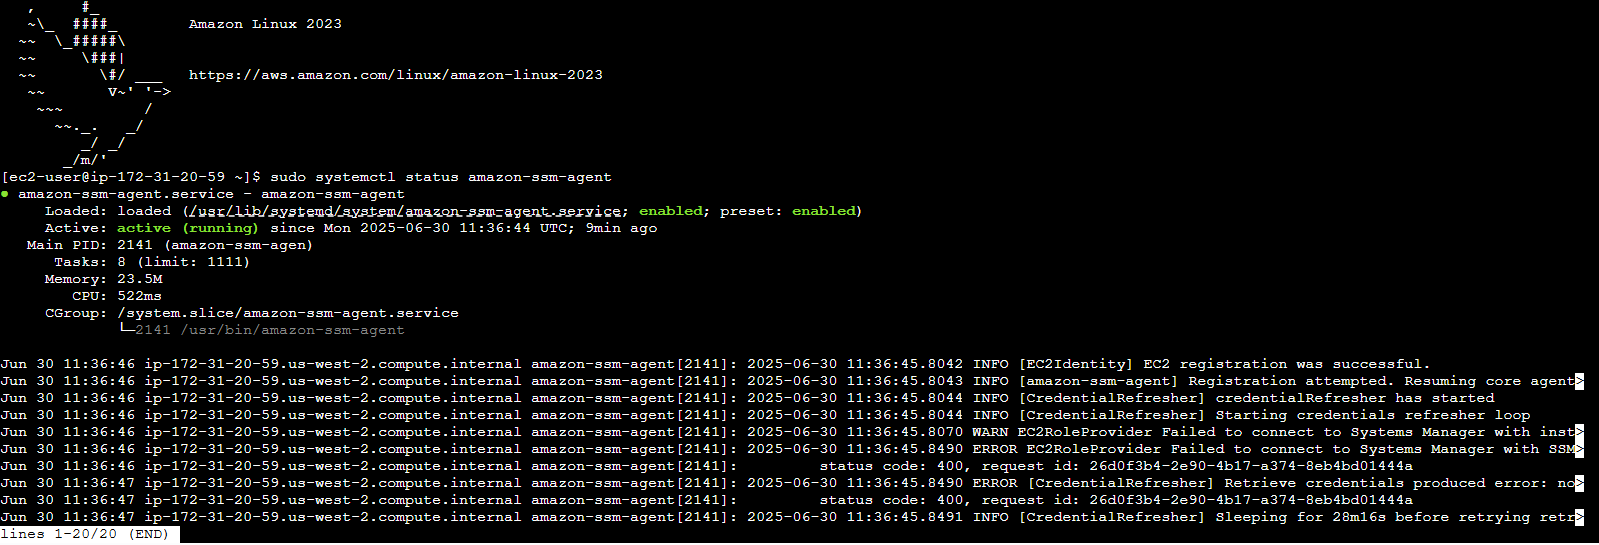 ,     #_
   ~\_  ####_        Amazon Linux 2023
  ~~  \_#####\
  ~~     \###|
  ~~       \#/ ___   https://aws.amazon.com/linux/amazon-linux-2023
   ~~       V~' '->
    ~~~         /
      ~~._.   _/
         _/ _/
       _/m/'
[ec2-user@ip-172-31-20-59 ~]$ sudo systemctl status amazon-ssm-agent
● amazon-ssm-agent.service - amazon-ssm-agent
     Loaded: loaded (/usr/lib/systemd/system/amazon-ssm-agent.service; enabled; preset: enabled)
     Active: active (running) since Mon 2025-06-30 11:36:44 UTC; 9min ago
   Main PID: 2141 (amazon-ssm-agen)
      Tasks: 8 (limit: 1111)
     Memory: 23.5M
        CPU: 522ms
     CGroup: /system.slice/amazon-ssm-agent.service
             └─2141 /usr/bin/amazon-ssm-agent
Jun 30 11:36:46 ip-172-31-20-59.us-west-2.compute.internal amazon-ssm-agent[2141]: 2025-06-30 11:36:45.8042 INFO [EC2Identity] EC2 registration was successful.
Jun 30 11:36:46 ip-172-31-20-59.us-west-2.compute.internal amazon-ssm-agent[2141]: 2025-06-30 11:36:45.8043 INFO [amazon-ssm-agent] Registration attempted. Resuming core agent>
Jun 30 11:36:46 ip-172-31-20-59.us-west-2.compute.internal amazon-ssm-agent[2141]: 2025-06-30 11:36:45.8044 INFO [CredentialRefresher] credentialRefresher has started
Jun 30 11:36:46 ip-172-31-20-59.us-west-2.compute.internal amazon-ssm-agent[2141]: 2025-06-30 11:36:45.8044 INFO [CredentialRefresher] Starting credentials refresher loop
Jun 30 11:36:46 ip-172-31-20-59.us-west-2.compute.internal amazon-ssm-agent[2141]: 2025-06-30 11:36:45.8070 WARN EC2RoleProvider Failed to connect to Systems Manager with inst>
Jun 30 11:36:46 ip-172-31-20-59.us-west-2.compute.internal amazon-ssm-agent[2141]: 2025-06-30 11:36:45.8490 ERROR EC2RoleProvider Failed to connect to Systems Manager with SSM>
Jun 30 11:36:46 ip-172-31-20-59.us-west-2.compute.internal amazon-ssm-agent[2141]:         status code: 400, request id: 26d0f3b4-2e90-4b17-a374-8eb4bd01444a
Jun 30 11:36:47 ip-172-31-20-59.us-west-2.compute.internal amazon-ssm-agent[2141]: 2025-06-30 11:36:45.8490 ERROR [CredentialRefresher] Retrieve credentials produced error: no>
Jun 30 11:36:47 ip-172-31-20-59.us-west-2.compute.internal amazon-ssm-agent[2141]:         status code: 400, request id: 26d0f3b4-2e90-4b17-a374-8eb4bd01444a
Jun 30 11:36:47 ip-172-31-20-59.us-west-2.compute.internal amazon-ssm-agent[2141]: 2025-06-30 11:36:45.8491 INFO [CredentialRefresher] Sleeping for 28m16s before retrying retr>
lines 1-20/20 (END)